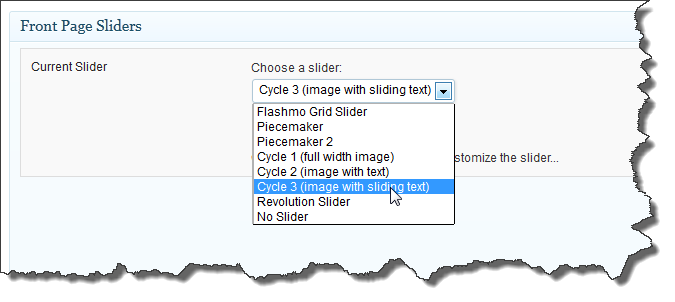 Front Page Sliders
Current Slider
Choose a slider:
Cycle 3 (image with sliding text)
Flashmo Grid Slider
Piecemaker
Piecemaker 2
Cycle 1 (full width image)
Cycle 2 (image with text)
stomize the slider...
Cycle 3 (image with sliding text)
Revolution Slider
No Slider